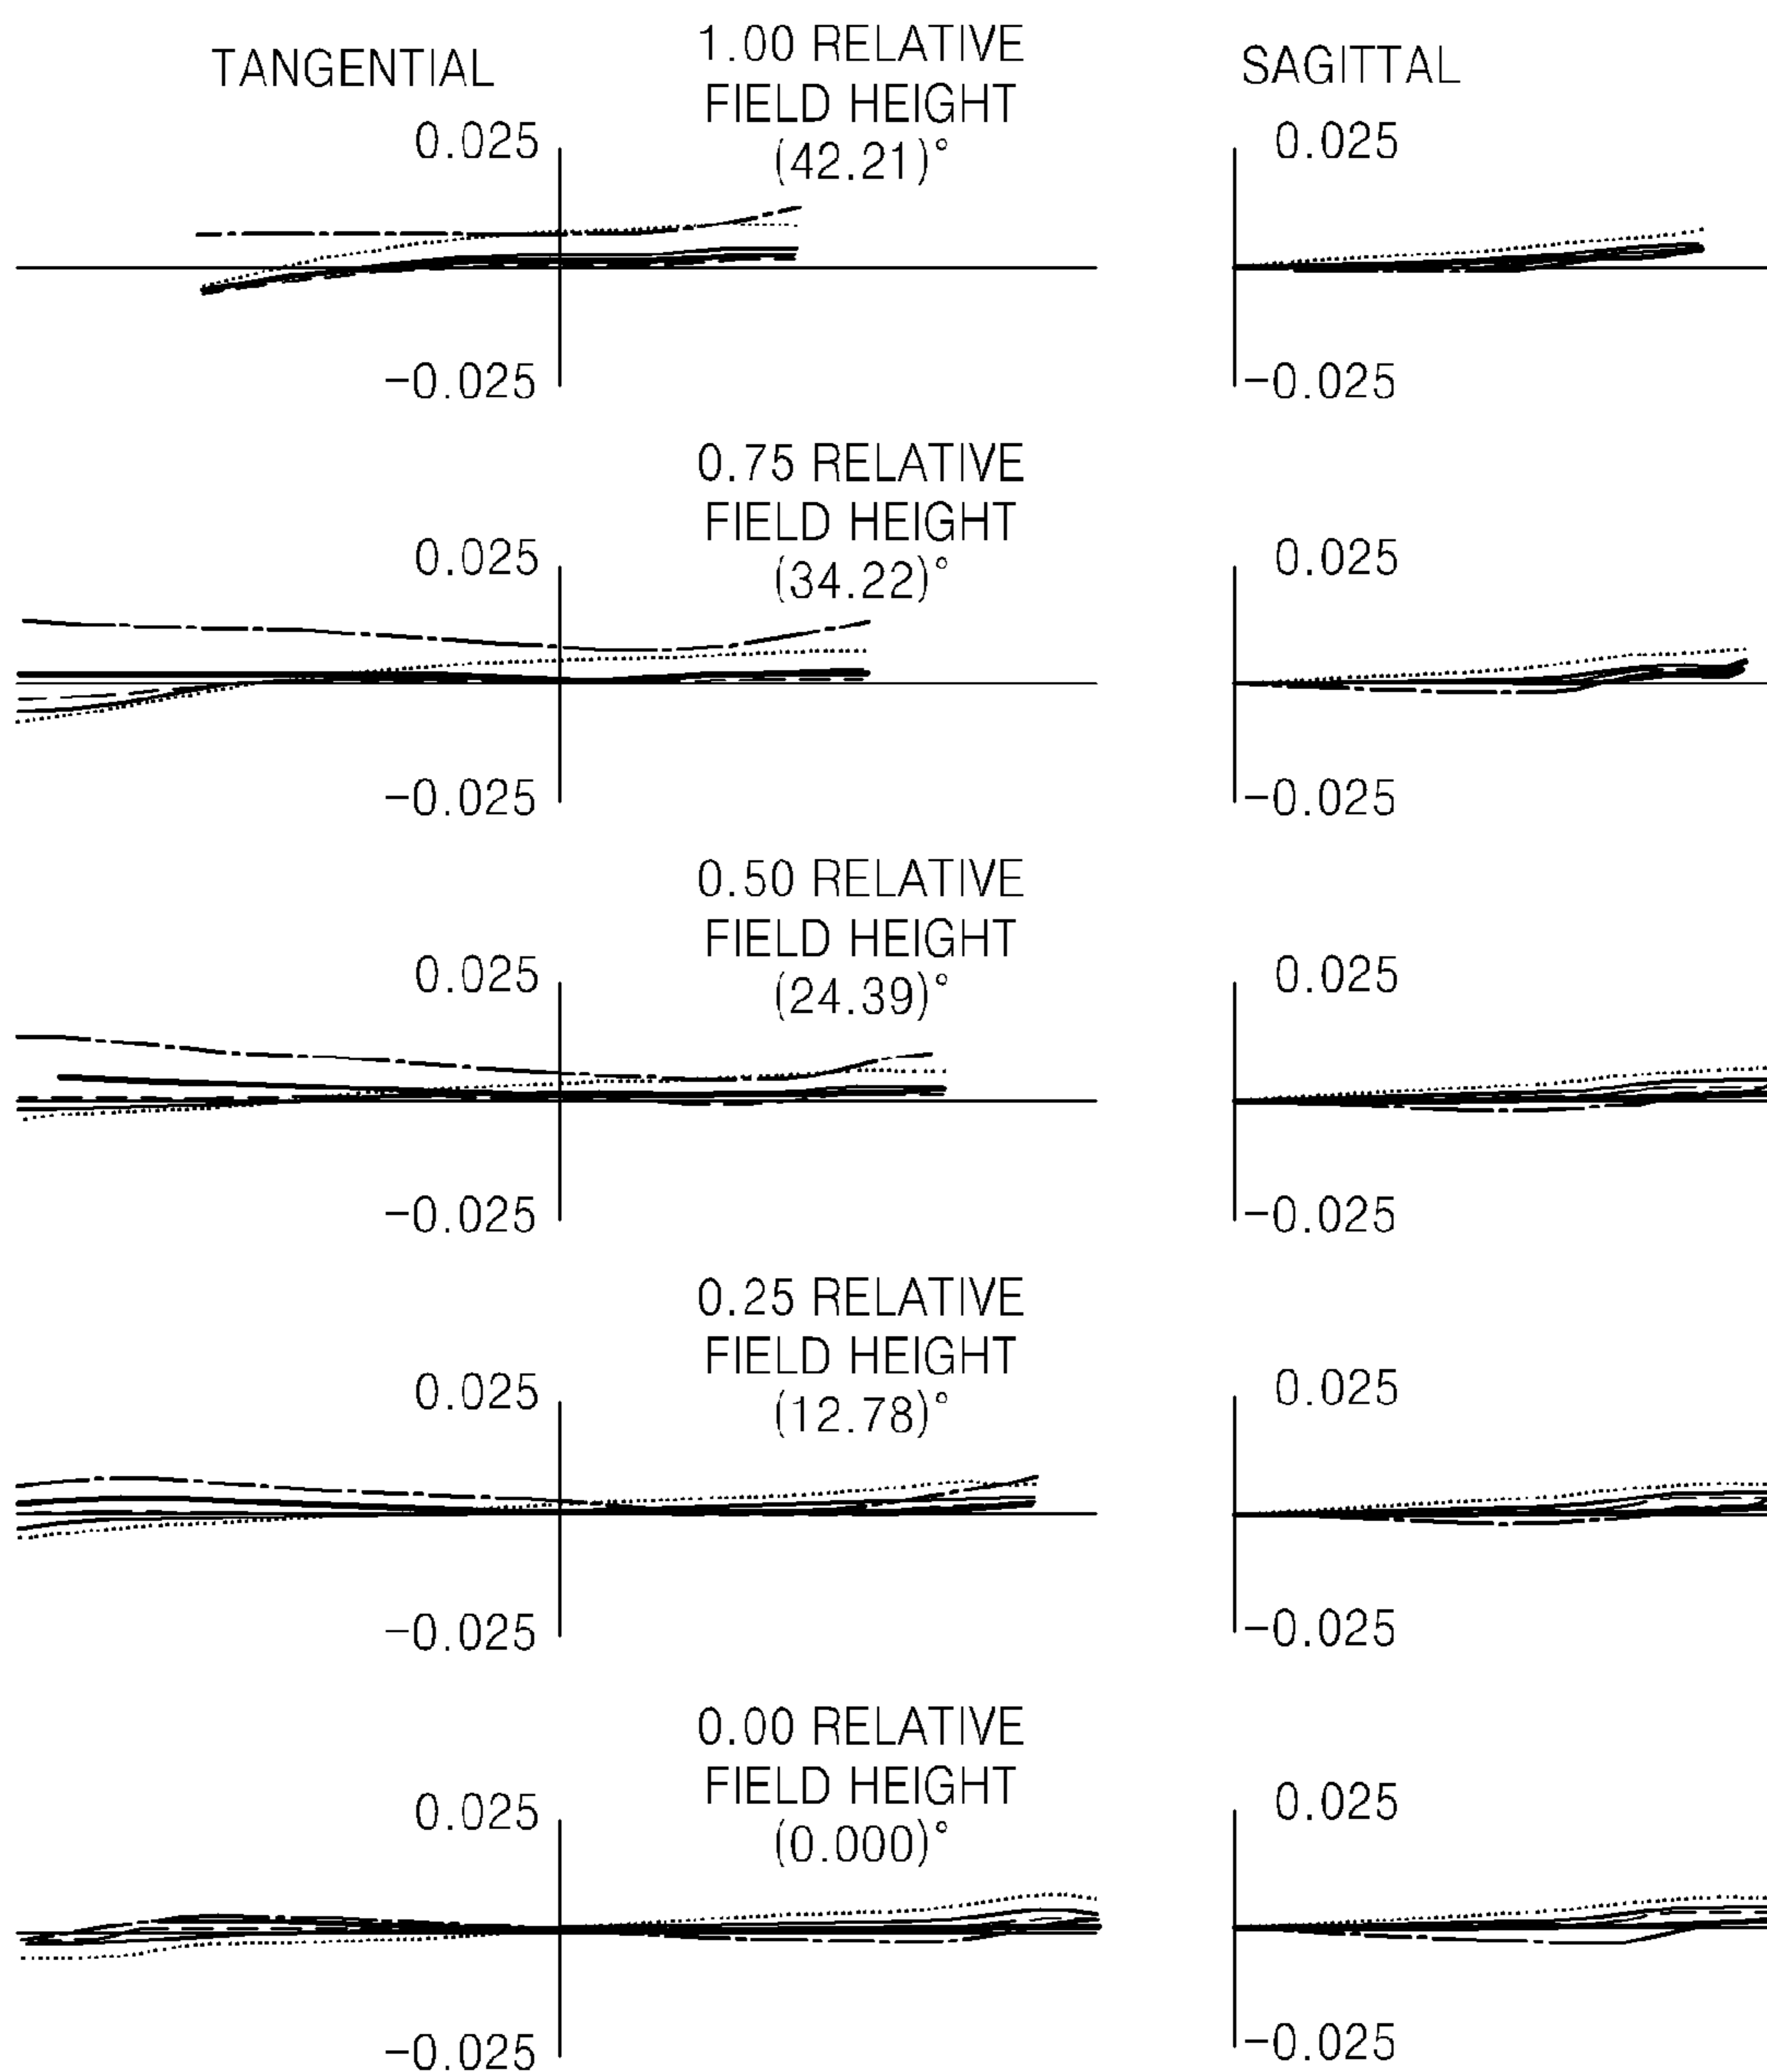 TANGENTIAL
1.00 RELATIVE
FIELD HEIGHT
(42.21)°
SAGITTAL
0.025
0.025
-0.025
-0.025
0.75 RELATIVE
FIELD HEIGHT
(34.22)°
0.025
0.025
-0.025
-0.025
0.50 RELATIVE
FIELD HEIGHT
(24.39)°
0.025
0.025
-0.025
-0.025
0.25 RELATIVE
FIELD HEIGHT
(12.78)°
0.025
0.025
-0.025
-0.025
0.00 RELATIVE
FIELD HEIGHT
(0.000)°
0.025
0.025
-0.025
-0.025